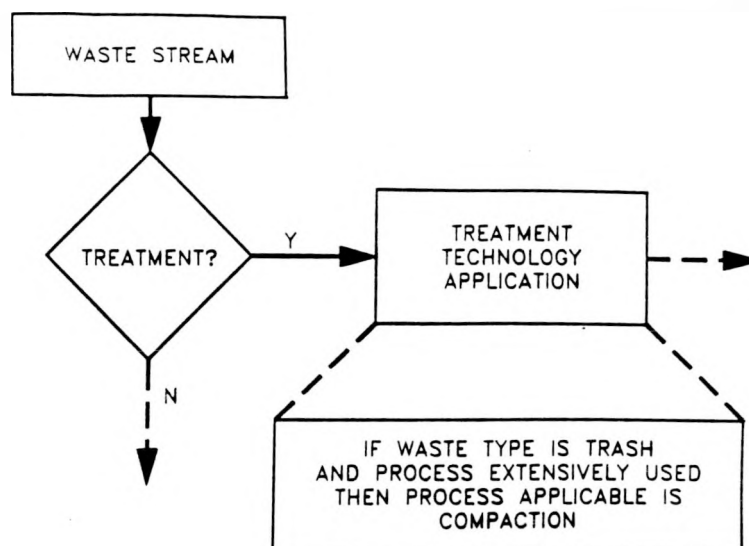 WASTE STREAM
TREATMENT?
Y
N
TREATMENT
TECHNOLOGY
APPLICATION
IF WASTE TYPE IS TRASH
AND PROCESS EXTENSIVELY USED
THEN PROCESS APPLICABLE IS
COMPACTION